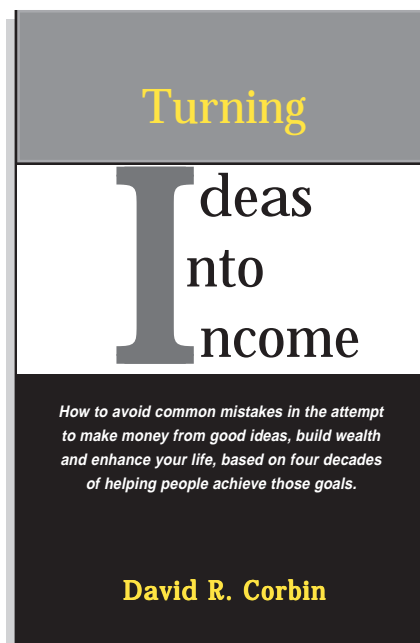 Turning
Ideas
Into
Income
How to avoid common mistakes in the attempt
to make money from good ideas, build wealth
and enhance your life, based on four decades
of helping people achieve those goals.
David R. Corbin